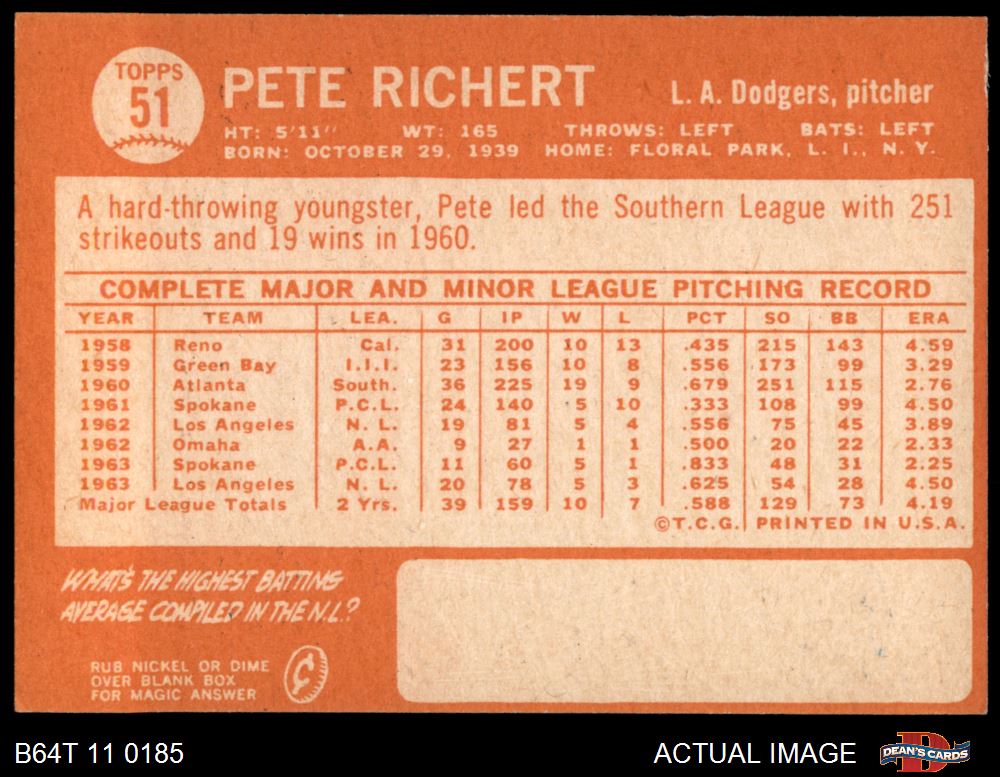 TOPPS
51
PETE RICHERT
L. A. Dodgers, pitcher
HT: 5'11" WT: 165 THROWS: LEFT BATS: LEFT
BORN: OCTOBER 29, 1939 HOME: FLORAL PARK, L. I., N. Y.
A hard-throwing youngster, Pete led the Southern League with 251
strikeouts and 19 wins in 1960.
COMPLETE MAJOR AND MINOR LEAGUE PITCHING RECORD
YEAR TEAM LEA. G IP W L PCT SO BB ERA
1958 Reno Cal. 31 200 10 13 .435 215 143 4.59
1959 Green Bay I.I.I. 23 156 10 8 .556 173 99 3.29
1960 Atlanta South. 36 225 19 9 .679 251 115 2.76
1961 Spokane P.C.L. 24 140 5 10 .333 108 99 4.50
1962 Los Angeles N. L. 19 81 5 4 .556 75 45 3.89
1962 Omaha A.A. 9 27 1 1 .500 20 22 2.33
1963 Spokane P.C.L. 11 60 5 1 .833 48 31 2.25
1963 Los Angeles N. L. 20 78 5 3 .625 54 28 4.50
Major League Totals 2 Yrs. 39 159 10 7 .588 129 73 4.19
©T.C.G. PRINTED IN U.S.A.
WHAT'S THE HIGHEST BATTING
AVERAGE COMPILED IN THE N.L.?
RUB NICKEL OR DIME
OVER BLANK BOX
FOR MAGIC ANSWER
¢
B64T 11 0185
ACTUAL IMAGE
D
DEAN'S CARDS